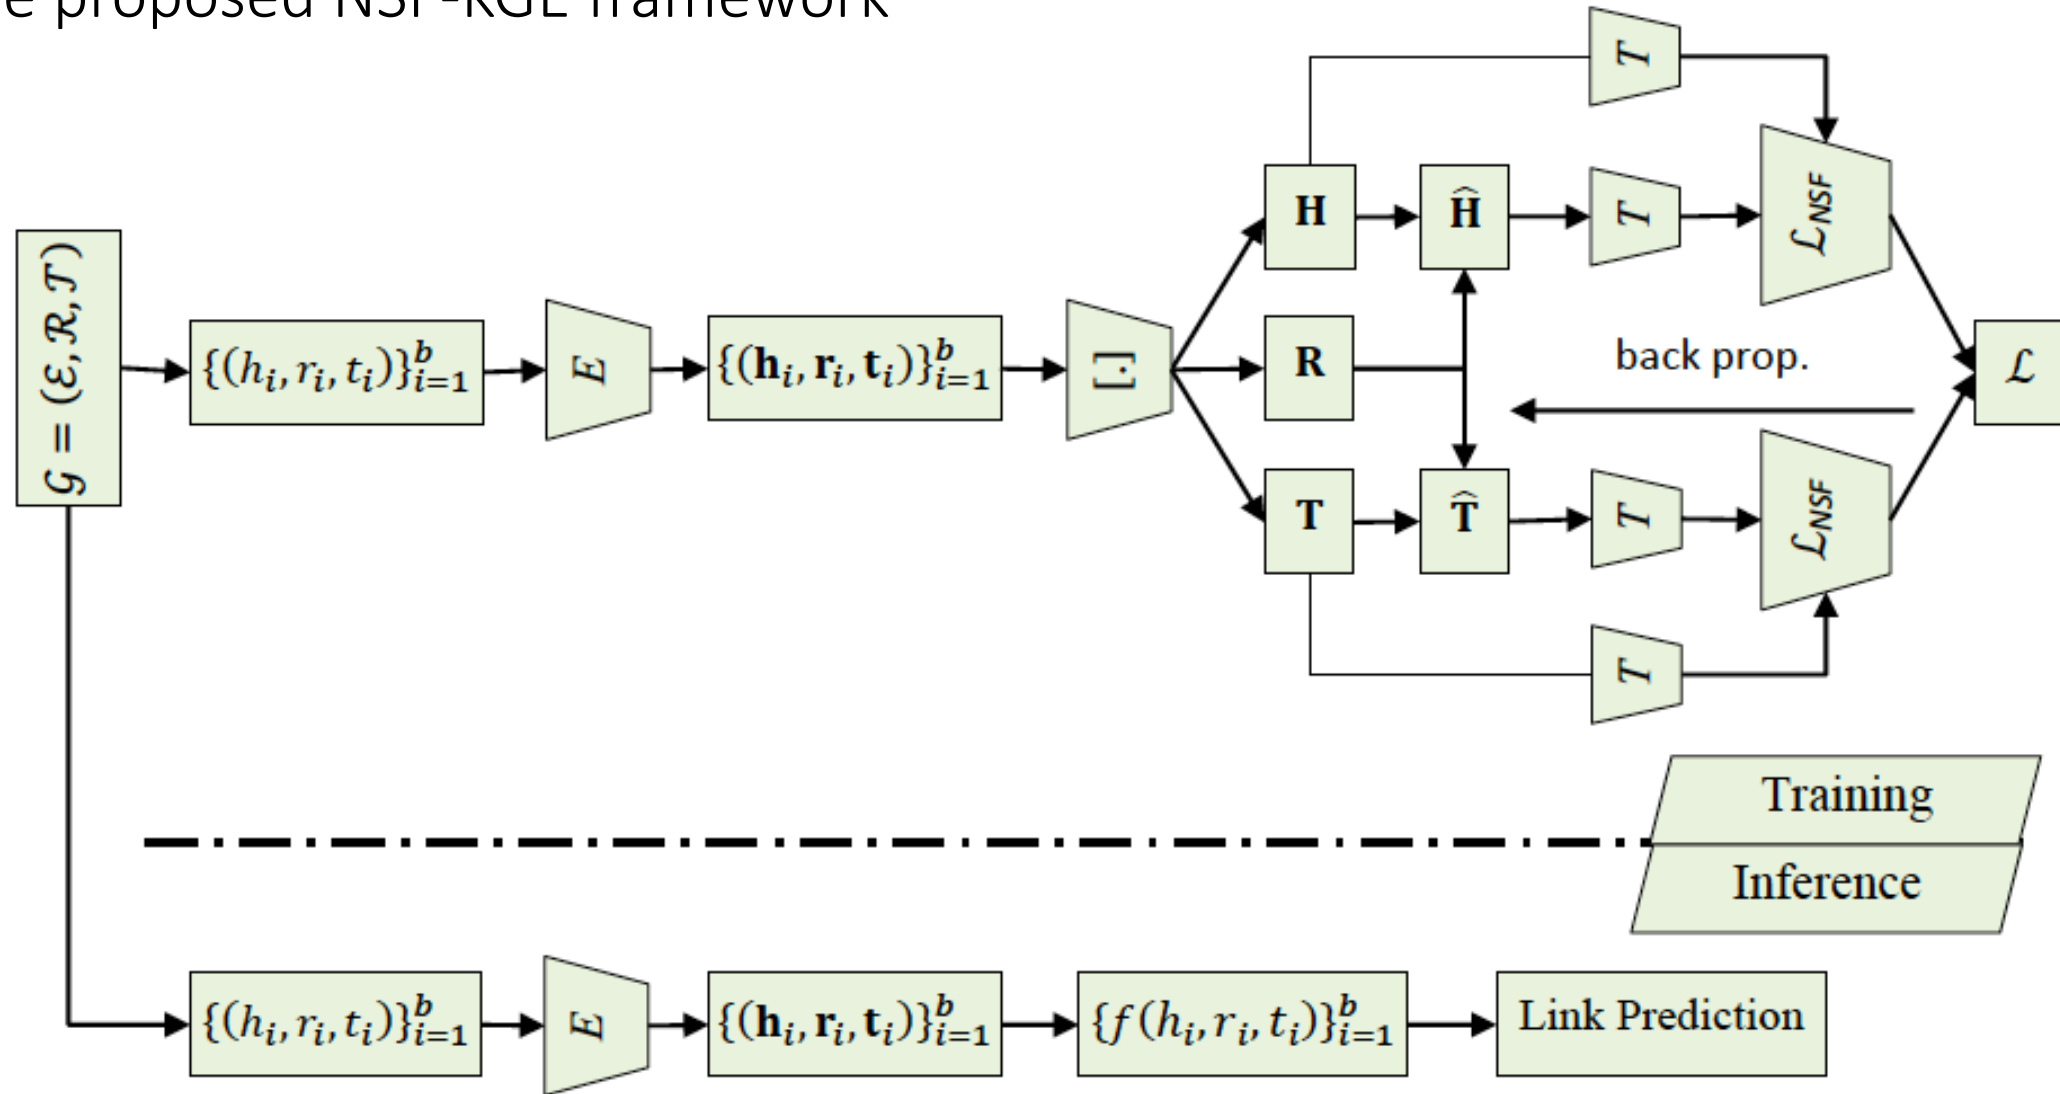 e proposed NSF-KGE framework
𝒢 = (ℰ, ℛ, 𝒯)
{(h_i, r_i, t_i)}_{i=1}^b
E
{(𝐡_i, 𝐫_i, 𝐭_i)}_{i=1}^b
[.]
T
𝐇
𝐇̂
T
ℒ_NSF
𝐑
back prop.
ℒ
𝐓
𝐓̂
T
ℒ_NSF
T
Training
Inference
{(h_i, r_i, t_i)}_{i=1}^b
E
{(𝐡_i, 𝐫_i, 𝐭_i)}_{i=1}^b
{f(h_i, r_i, t_i)}_{i=1}^b
Link Prediction